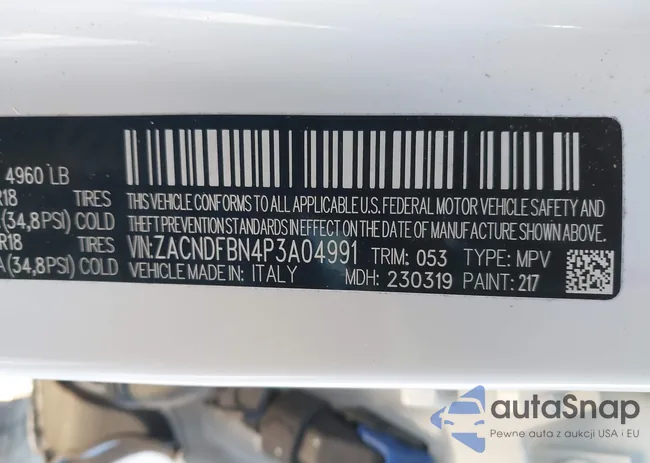 4960 LB
R18 TIRES
(34,8PSI) COLD
R18 TIRES
A(34,8PSI) COLD
THIS VEHICLE CONFORMS TO ALL APPLICABLE U.S. FEDERAL MOTOR VEHICLE SAFETY AND
THEFT PREVENTION STANDARDS IN EFFECT ON THE DATE OF MANUFACTURE SHOWN ABOVE.
VIN:ZACNDFBN4P3A04991 TRIM: 053 TYPE: MPV
VEHICLE MADE IN: ITALY MDH: 230319 PAINT: 217
autaSnap
Pewne auta z aukcji USA i EU